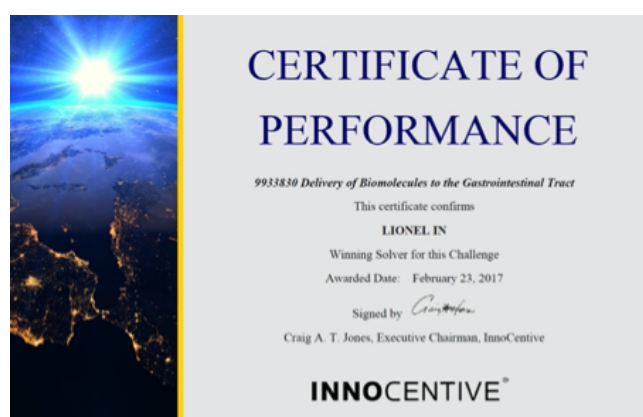 CERTIFICATE OF
PERFORMANCE
9933830 Delivery of Biomolecules to the Gastrointestinal Tract
This certificate confirms
LIONEL IN
Winning Solver for this Challenge
Awarded Date: February 23, 2017
Signed by
Craig A. T. Jones, Executive Chairman, InnoCentive
INNOCENTIVE®